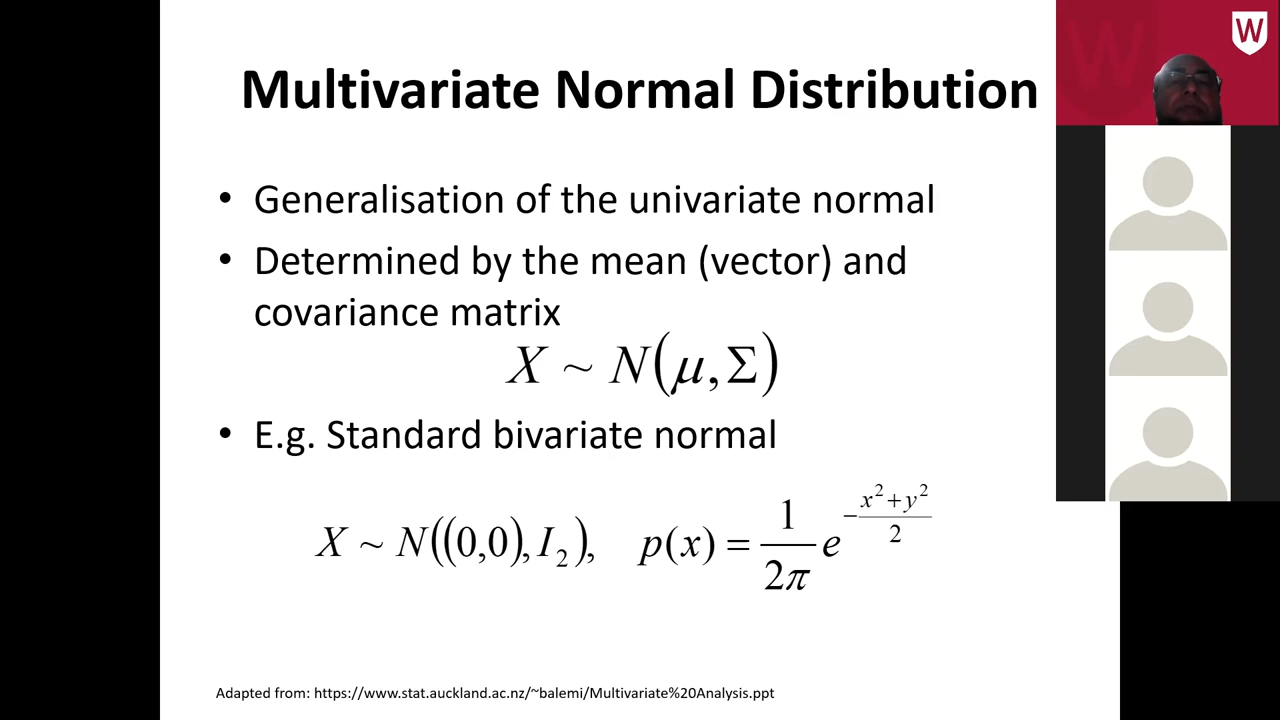 Multivariate Normal Distribution
W
• Generalisation of the univariate normal
• Determined by the mean (vector) and
covariance matrix
X ~ N(μ, Σ)
• E.g. Standard bivariate normal
X ~ N((0,0), I₂), p(x) = 1/(2π) e^(−(x²+y²)/2)
Adapted from: https://www.stat.auckland.ac.nz/~balemi/Multivariate%20Analysis.ppt